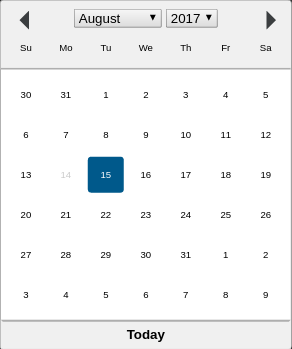 August 2017
Su Mo Tu We Th Fr Sa
30 31 1 2 3 4 5
6 7 8 9 10 11 12
13 14 15 16 17 18 19
20 21 22 23 24 25 26
27 28 29 30 31 1 2
3 4 5 6 7 8 9
Today